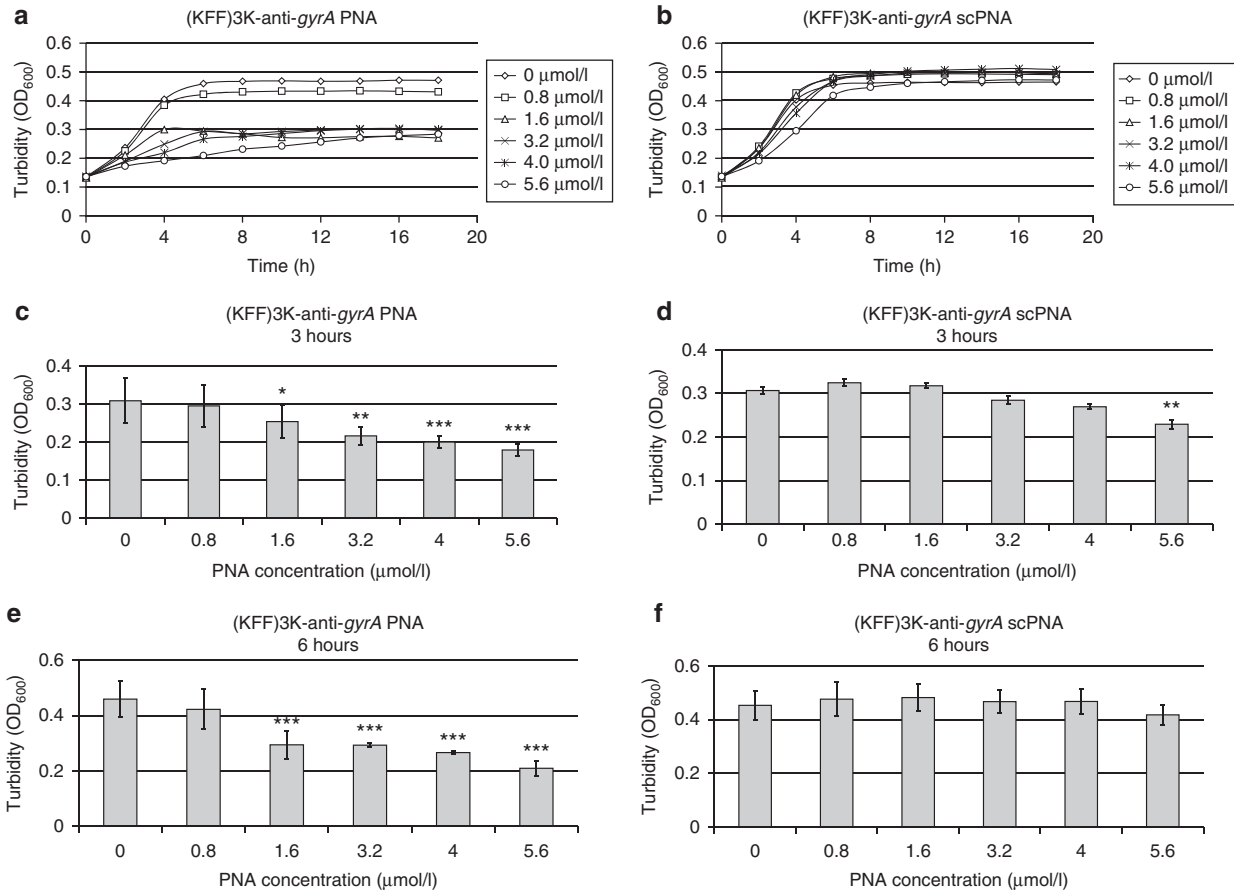 a
(KFF)3K-anti-gyrA PNA
Turbidity (OD600)
0.6
0.5
0.4
0.3
0.2
0.1
0
0 4 8 12 16 20
Time (h)
0 μmol/l
0.8 μmol/l
1.6 μmol/l
3.2 μmol/l
4.0 μmol/l
5.6 μmol/l
b
(KFF)3K-anti-gyrA scPNA
Turbidity (OD600)
0.6
0.5
0.4
0.3
0.2
0.1
0
0 4 8 12 16 20
Time (h)
0 μmol/l
0.8 μmol/l
1.6 μmol/l
3.2 μmol/l
4.0 μmol/l
5.6 μmol/l
c
(KFF)3K-anti-gyrA PNA
3 hours
Turbidity (OD600)
0.4
0.3
0.2
0.1
0
* ** *** ***
0 0.8 1.6 3.2 4 5.6
PNA concentration (μmol/l)
d
(KFF)3K-anti-gyrA scPNA
3 hours
Turbidity (OD600)
0.4
0.3
0.2
0.1
0
**
0 0.8 1.6 3.2 4 5.6
PNA concentration (μmol/l)
e
(KFF)3K-anti-gyrA PNA
6 hours
Turbidity (OD600)
0.6
0.4
0.2
0
*** *** *** ***
0 0.8 1.6 3.2 4 5.6
PNA concentration (μmol/l)
f
(KFF)3K-anti-gyrA scPNA
6 hours
Turbidity (OD600)
0.6
0.4
0.2
0
0 0.8 1.6 3.2 4 5.6
PNA concentration (μmol/l)